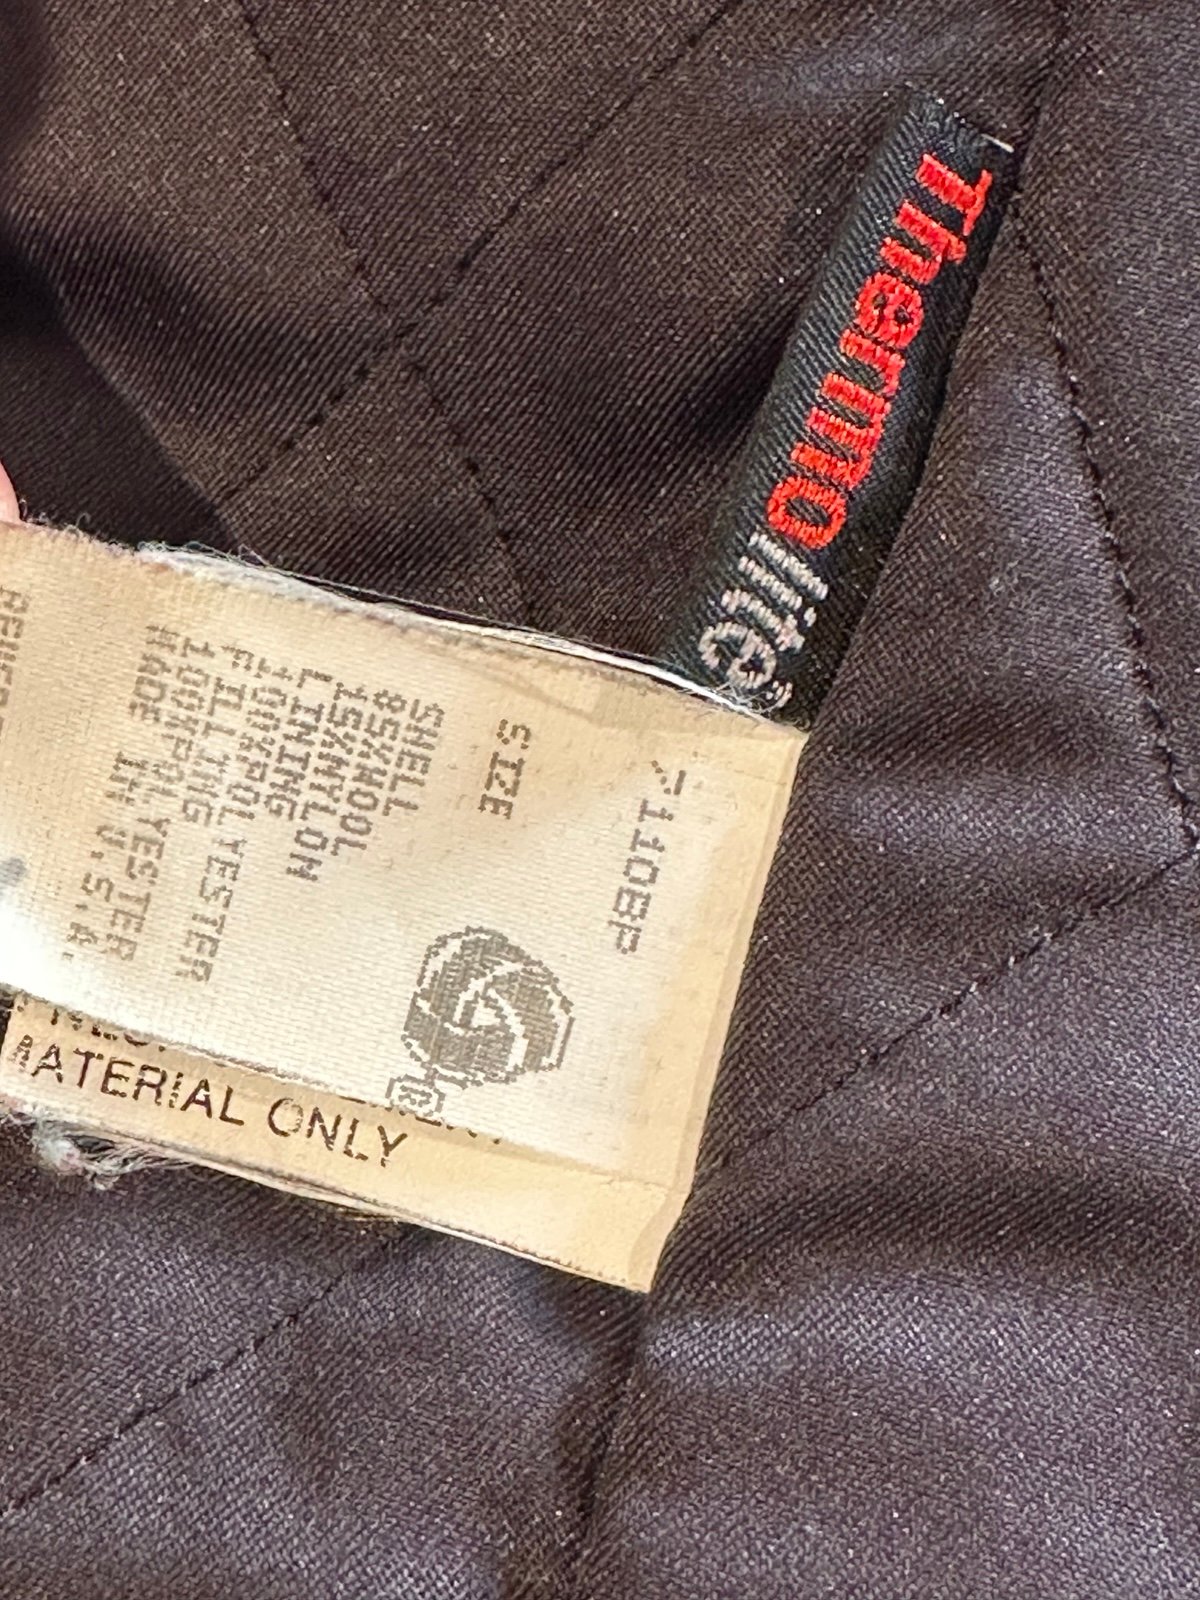 Thermolite
7110BP
SIZE
SHELL
85%WOOL
15%NYLON
LINING
100%POLYESTER
FILLING
100%POLYESTER
MADE IN U.S.A.
MATERIAL ONLY